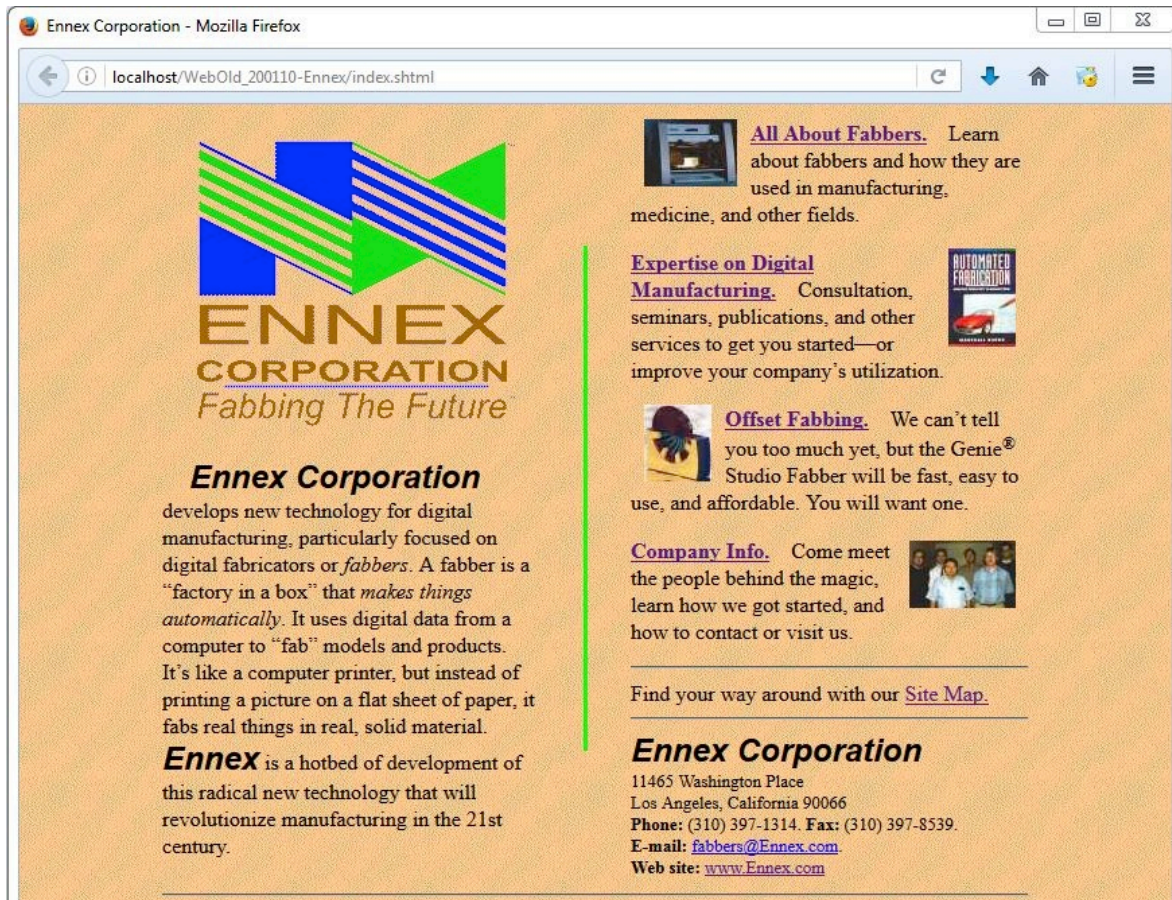 Ennex Corporation - Mozilla Firefox
localhost/WebOld_200110-Ennex/index.shtml
ENNEX
CORPORATION
Fabbing The Future
Ennex Corporation
develops new technology for digital
manufacturing, particularly focused on
digital fabricators or fabbers. A fabber is a
“factory in a box” that makes things
automatically. It uses digital data from a
computer to “fab” models and products.
It’s like a computer printer, but instead of
printing a picture on a flat sheet of paper, it
fabs real things in real, solid material.
Ennex is a hotbed of development of
this radical new technology that will
revolutionize manufacturing in the 21st
century.
All About Fabbers. Learn
about fabbers and how they are
used in manufacturing,
medicine, and other fields.
Expertise on Digital
Manufacturing. Consultation,
seminars, publications, and other
services to get you started—or
improve your company’s utilization.
AUTOMATED
FABRICATION
Offset Fabbing. We can’t tell
you too much yet, but the Genie®
Studio Fabber will be fast, easy to
use, and affordable. You will want one.
Company Info. Come meet
the people behind the magic,
learn how we got started, and
how to contact or visit us.
Find your way around with our Site Map.
Ennex Corporation
11465 Washington Place
Los Angeles, California 90066
Phone: (310) 397-1314. Fax: (310) 397-8539.
E-mail: fabbers@Ennex.com.
Web site: www.Ennex.com